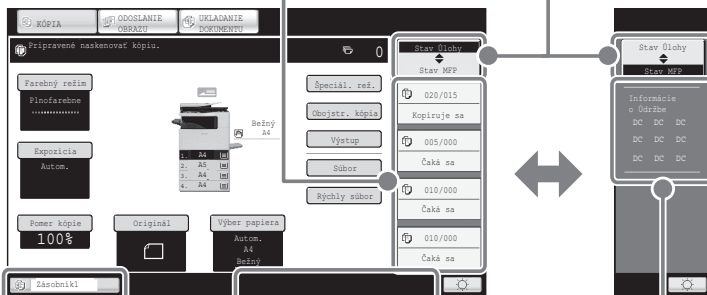 KÓPIA
ODOSLANIE
OBRAZU
UKLADANIE
DOKUMENTU
Pripravené naskenovať kópiu.
0
Stav Úlohy
Stav MFP
Farebný režim
Plnofarebne
Expozícia
Autom.
Pomer kópie
100%
Originál
Výber papiera
Autom.
A4
Bežný
Bežný
A4
1. A4
2. A5
3. A4
4. A4
Špeciál. rež.
Obojstr. kópia
Výstup
Súbor
Rýchly súbor
020/015
Kopíruje sa
005/000
Čaká sa
010/000
Čaká sa
010/000
Čaká sa
Zásobník1
Stav Úlohy
Stav MFP
Informácie
o Údržbe
DC DC DC
DC DC DC
DC DC DC